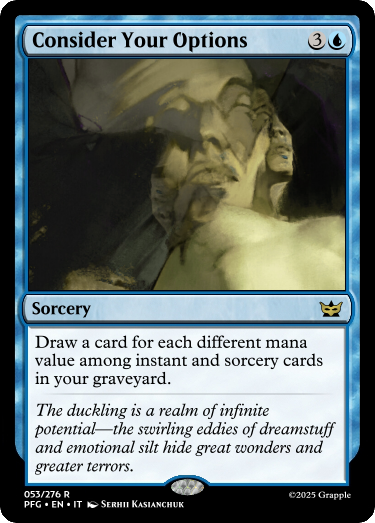 Consider Your Options 3
Sorcery
Draw a card for each different mana
value among instant and sorcery cards
in your graveyard.
The duckling is a realm of infinite
potential—the swirling eddies of dreamstuff
and emotional silt hide great wonders and
greater terrors.
053/276 R
PFG • EN • IT Serhii Kasianchuk
©2025 Grapple